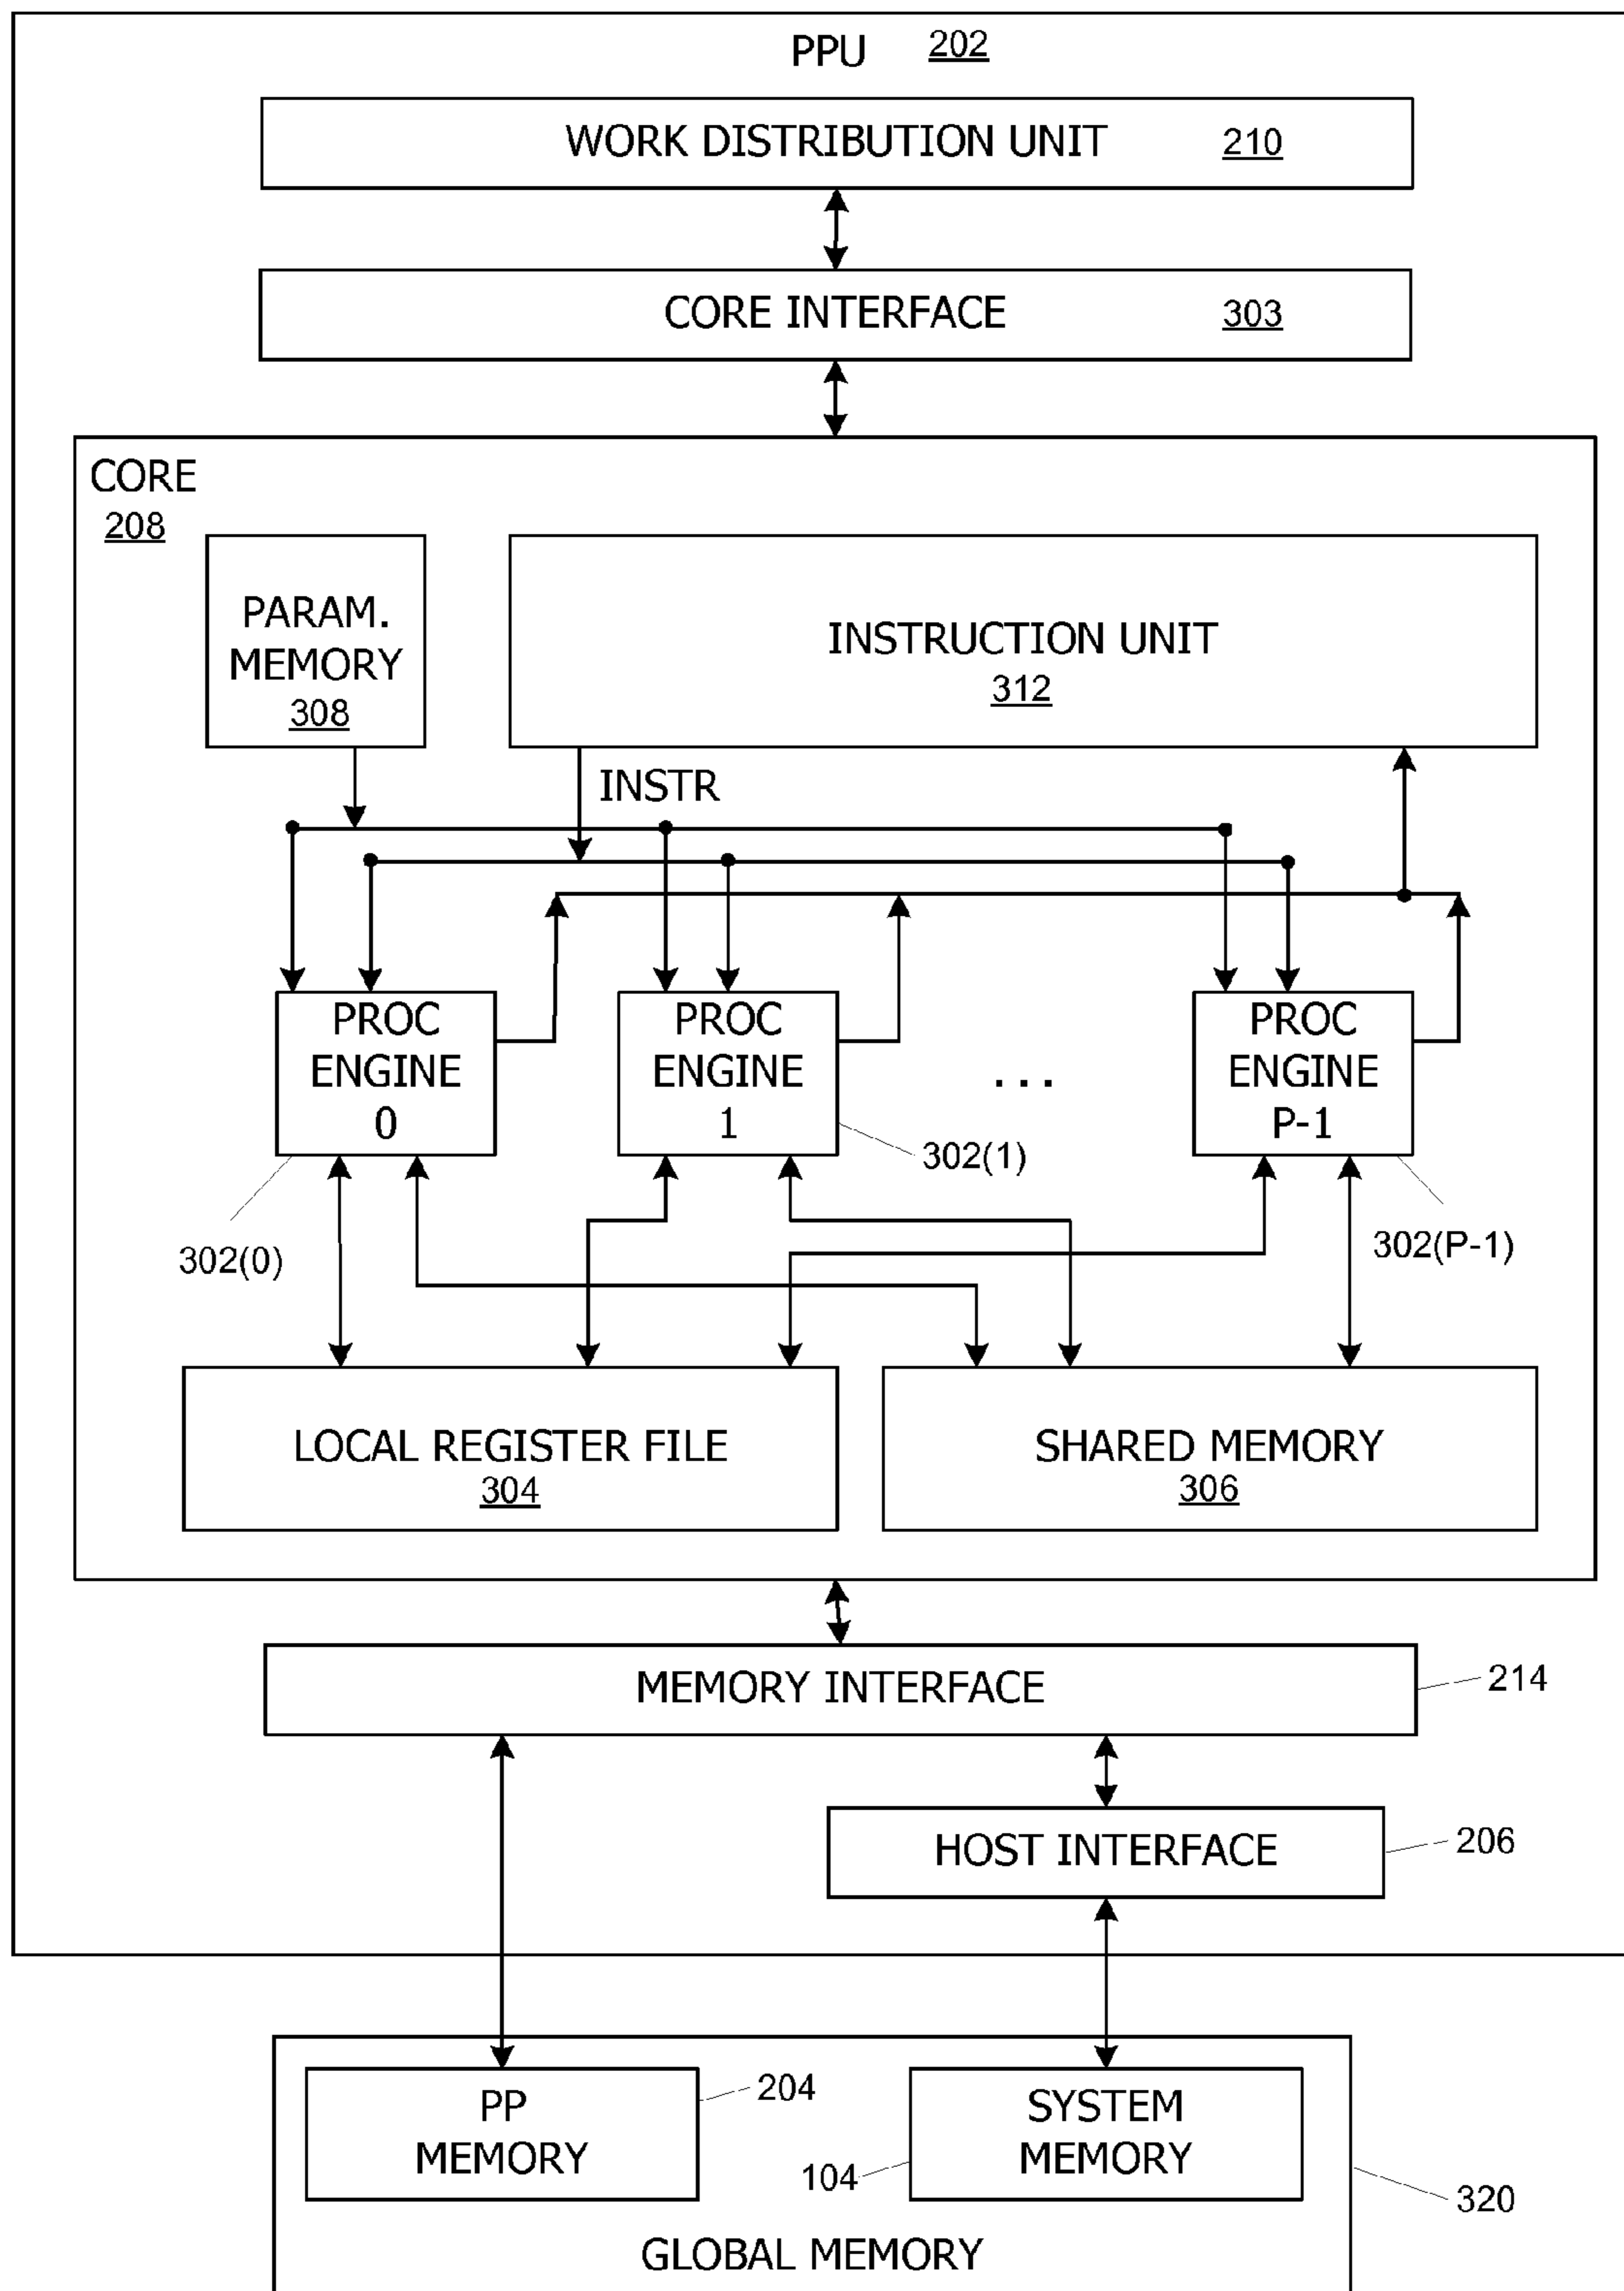 PPU 202
WORK DISTRIBUTION UNIT 210
CORE INTERFACE 303
CORE
208
PARAM.
MEMORY
308
INSTRUCTION UNIT
312
INSTR
PROC
ENGINE
0
PROC
ENGINE
1
...
PROC
ENGINE
P-1
302(0)
302(1)
302(P-1)
LOCAL REGISTER FILE
304
SHARED MEMORY
306
MEMORY INTERFACE
214
HOST INTERFACE
206
PP
MEMORY
204
SYSTEM
MEMORY
104
320
GLOBAL MEMORY